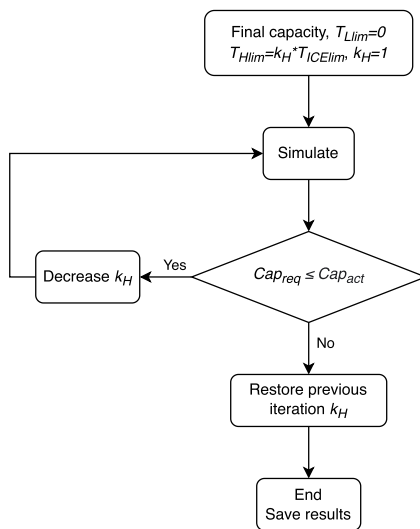 Final capacity, T_Llim=0
T_Hlim=k_H*T_ICElim, k_H=1
Simulate
Cap_req ≤ Cap_act
Yes
Decrease k_H
No
Restore previous
iteration k_H
End
Save results